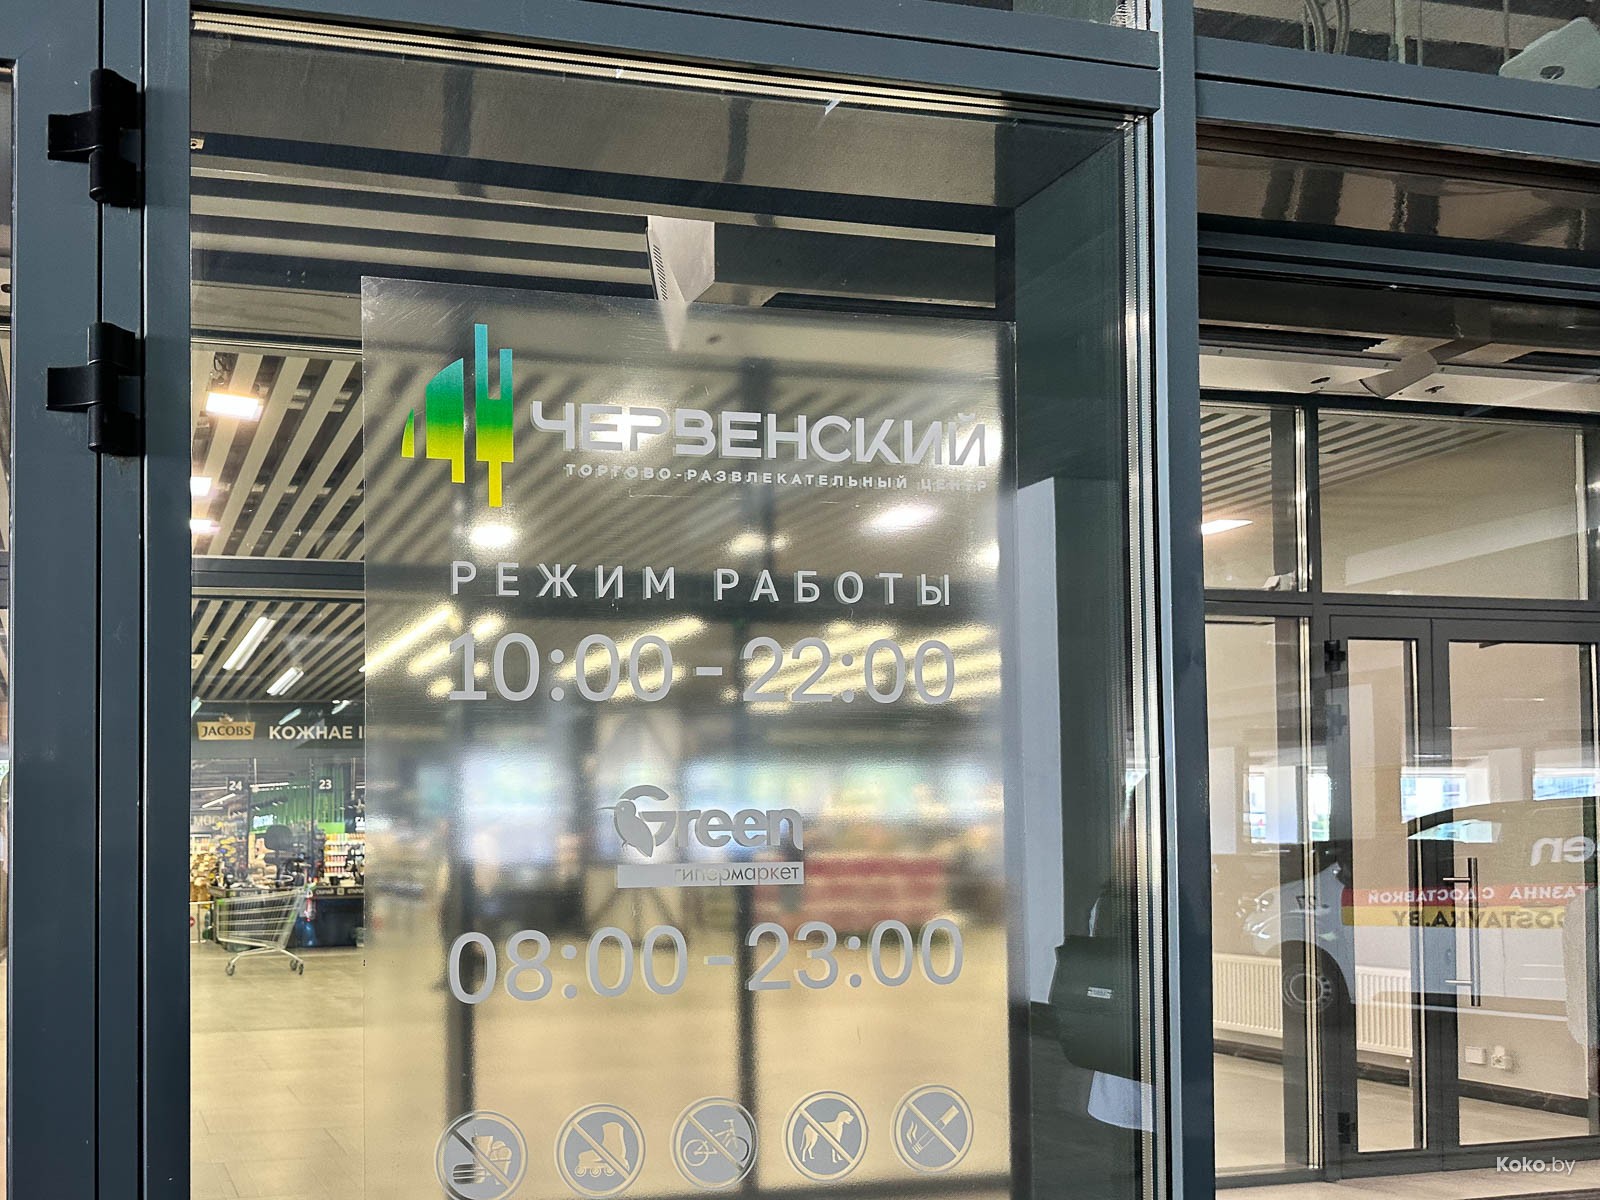 ЧЕРВЕНСКИЙ
ТОРГОВО-РАЗВЛЕКАТЕЛЬНЫЙ ЦЕНТР
РЕЖИМ РАБОТЫ
10:00 - 22:00
JACOBS
КОЖНАЕ
24
23
Green
гипермаркет
08:00 - 23:00
С ДОСТАВКОЙ
DOSTAVKA.BY
Koko.by